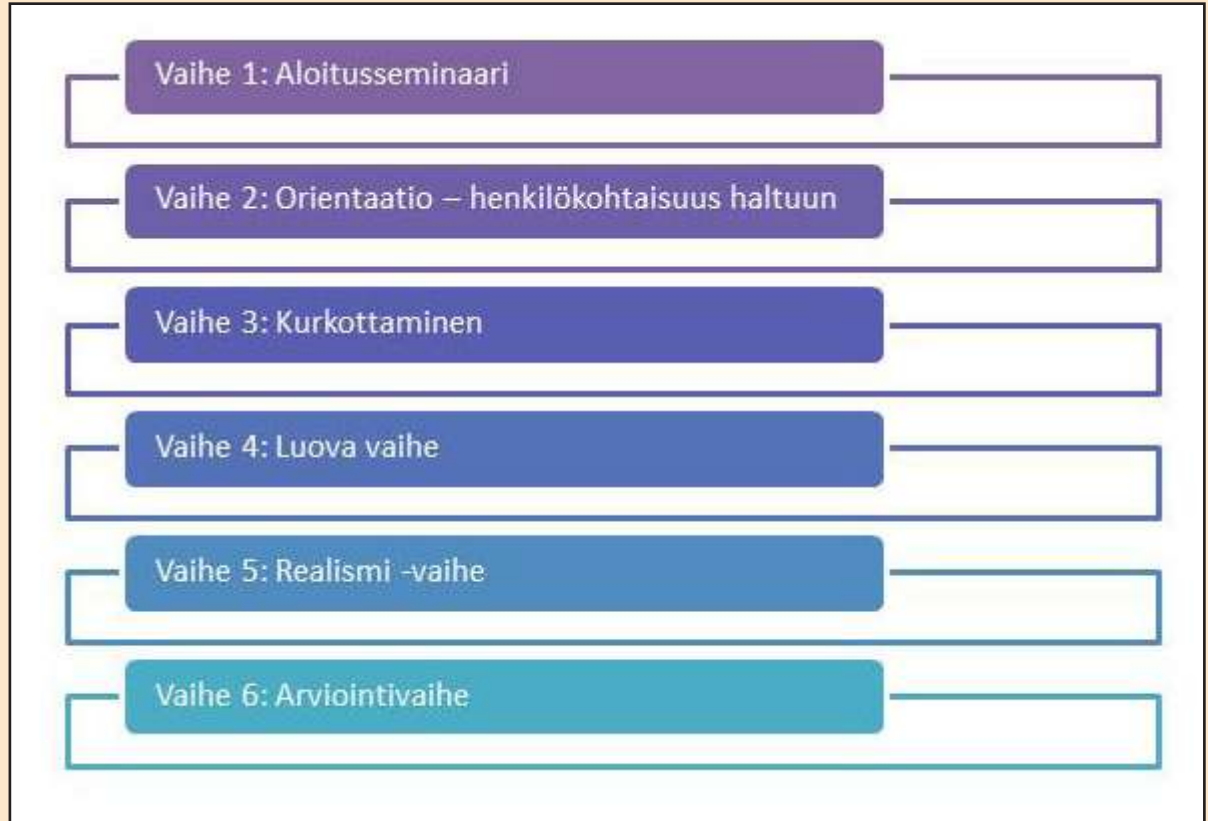 Vaihe 1: Aloitusseminaari
Vaihe 2: Orientaatio – henkilökohtaisuus haltuun
Vaihe 3: Kurkottaminen
Vaihe 4: Luova vaihe
Vaihe 5: Realismi -vaihe
Vaihe 6: Arviointivaihe